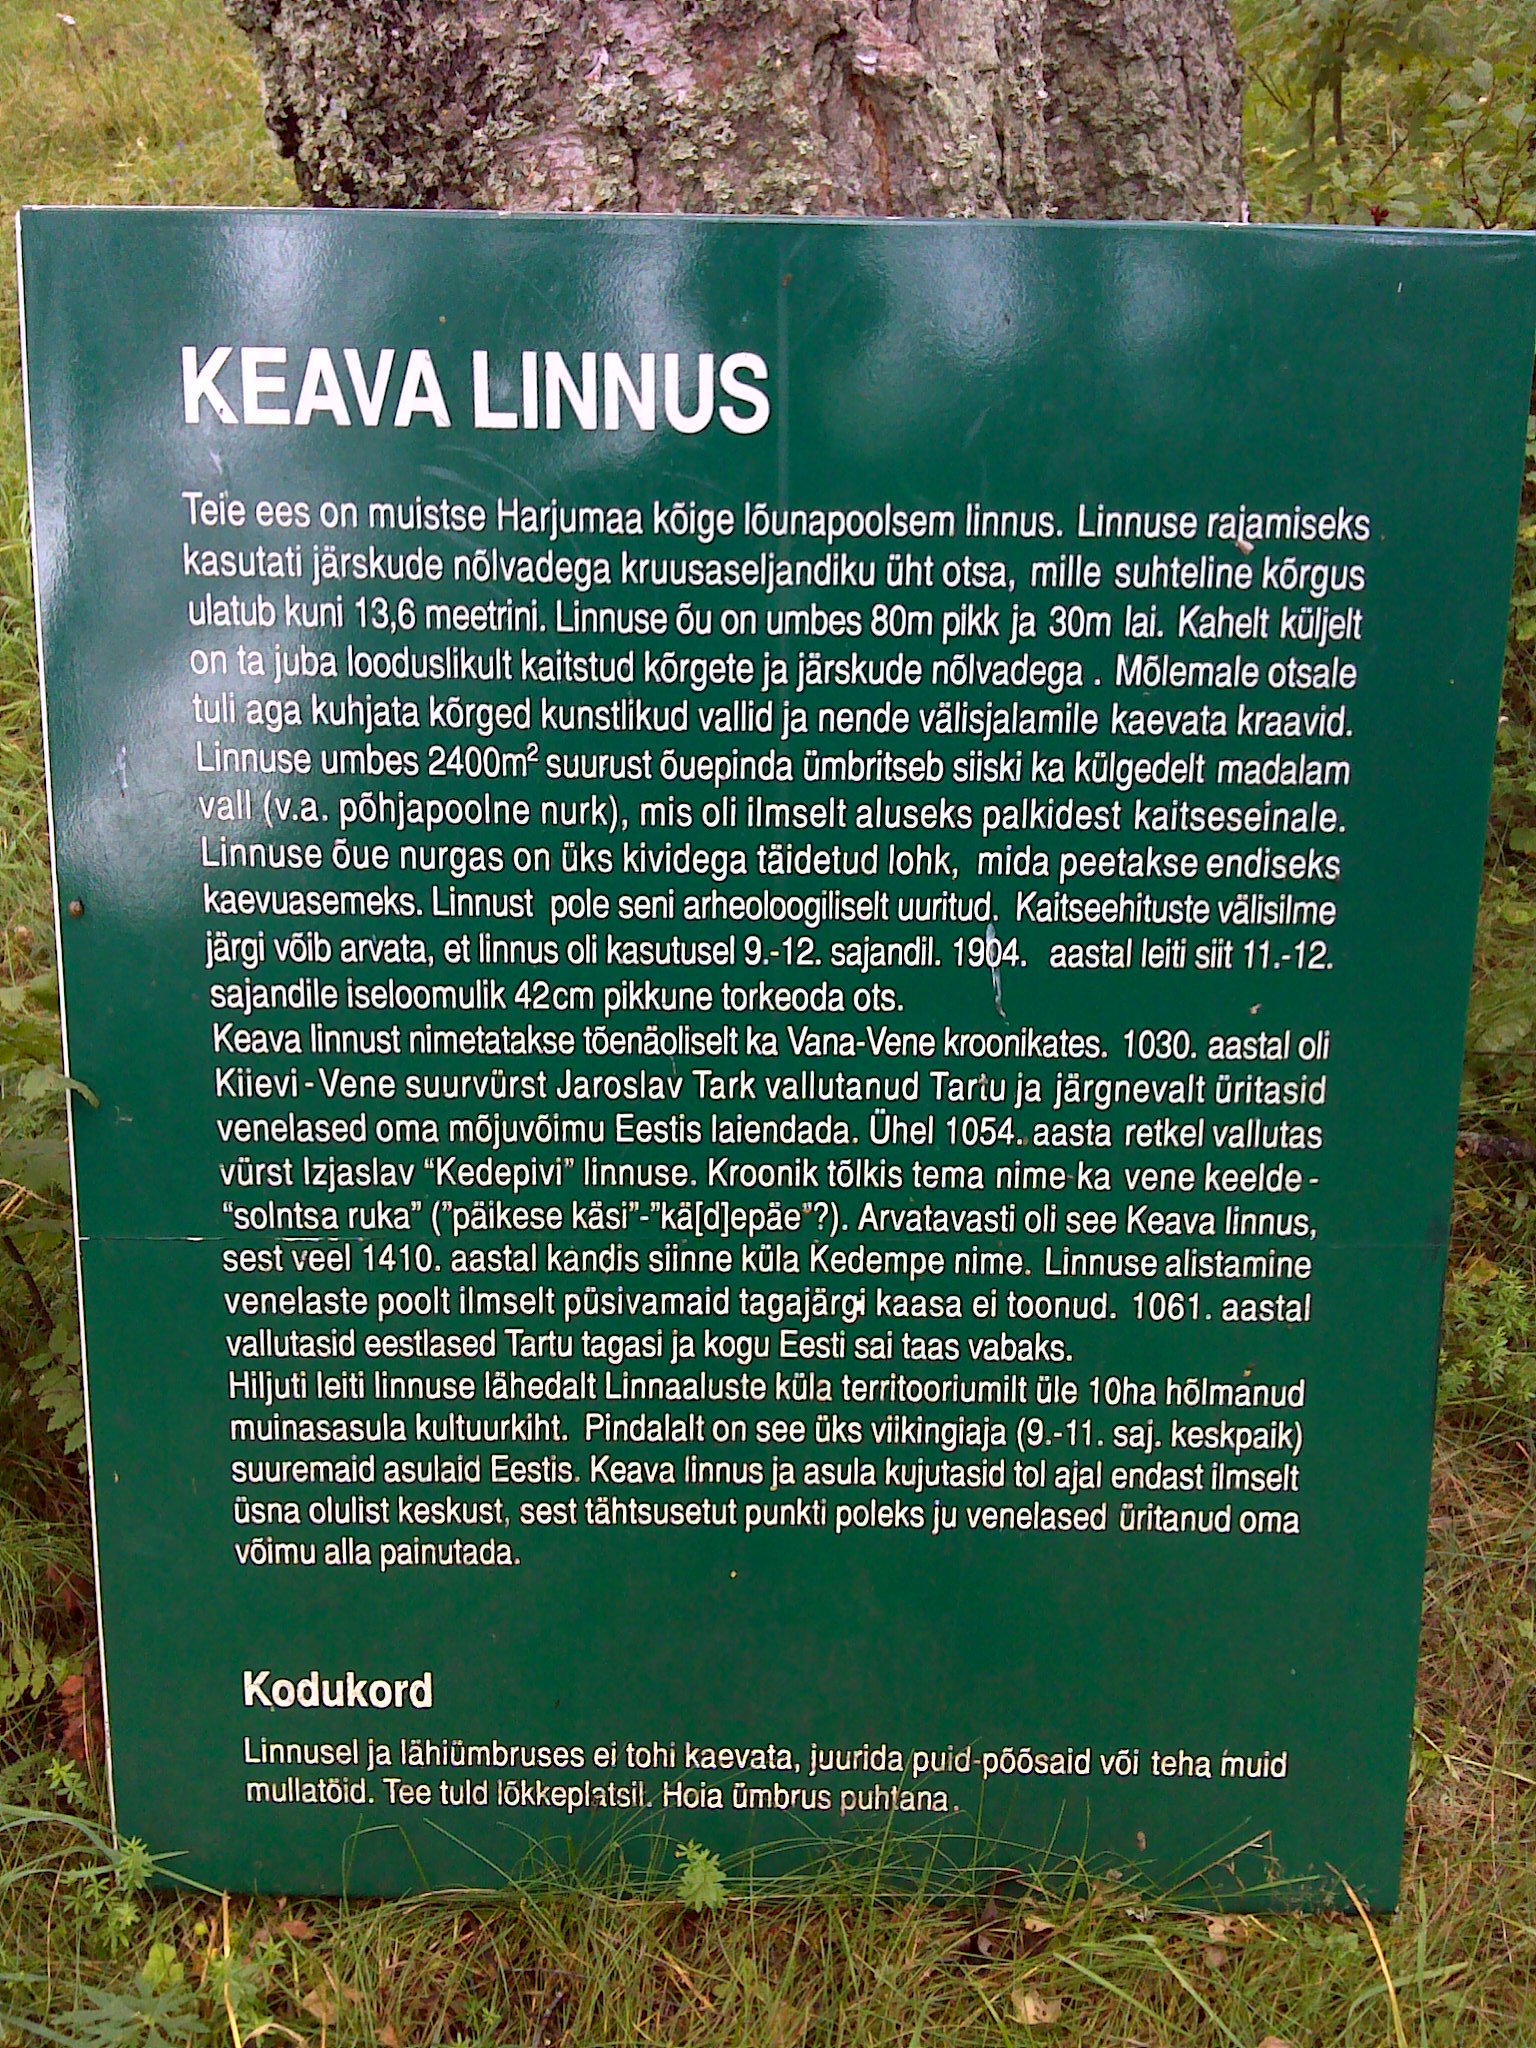 KEAVA LINNUS
Teie ees on muistse Harjumaa kõige lõunapoolsem linnus. Linnuse rajamiseks
kasutati järskude nõlvadega kruusaseljandiku üht otsa, mille suhteline kõrgus
ulatub kuni 13,6 meetrini. Linnuse õu on umbes 80m pikk ja 30m lai. Kahelt küljelt
on ta juba looduslikult kaitstud kõrgete ja järskude nõlvadega . Mõlemale otsale
tuli aga kuhjata kõrged kunstlikud vallid ja nende välisjalamile kaevata kraavid.
Linnuse umbes 2400m² suurust õuepinda ümbritseb siiski ka külgedelt madalam
vall (v.a. põhjapoolne nurk), mis oli ilmselt aluseks palkidest kaitseseinale.
Linnuse õue nurgas on üks kividega täidetud lohk, mida peetakse endiseks
kaevuasemeks. Linnust pole seni arheoloogiliselt uuritud. Kaitseehituste välisilme
järgi võib arvata, et linnus oli kasutusel 9.-12. sajandil. 1904. aastal leiti siit 11.-12.
sajandile iseloomulik 42cm pikkune torkeoda ots.
Keava linnust nimetatakse tõenäoliselt ka Vana-Vene kroonikates. 1030. aastal oli
Kiievi-Vene suurvürst Jaroslav Tark vallutanud Tartu ja järgnevalt üritasid
venelased oma mõjuvõimu Eestis laiendada. Ühel 1054. aasta retkel vallutas
vürst Izjaslav “Kedepivi” linnuse. Kroonik tõlkis tema nime ka vene keelde -
“solntsa ruka” (”päikese käsi”-”kä[d]epäe”?). Arvatavasti oli see Keava linnus,
sest veel 1410. aastal kandis siinne küla Kedempe nime. Linnuse alistamine
venelaste poolt ilmselt püsivamaid tagajärgi kaasa ei toonud. 1061. aastal
vallutasid eestlased Tartu tagasi ja kogu Eesti sai taas vabaks.
Hiljuti leiti linnuse lähedalt Linnaaluste küla territooriumilt üle 10ha hõlmanud
muinasasula kultuurkiht. Pindalalt on see üks viikingiaja (9.-11. saj. keskpaik)
suuremaid asulaid Eestis. Keava linnus ja asula kujutasid tol ajal endast ilmselt
üsna olulist keskust, sest tähtsusetut punkti poleks ju venelased üritanud oma
võimu alla painutada.
Kodukord
Linnusel ja lähiümbruses ei tohi kaevata, juurida puid-põõsaid või teha muid
mullatöid. Tee tuld lõkkeplatsil. Hoia ümbrus puhtana.